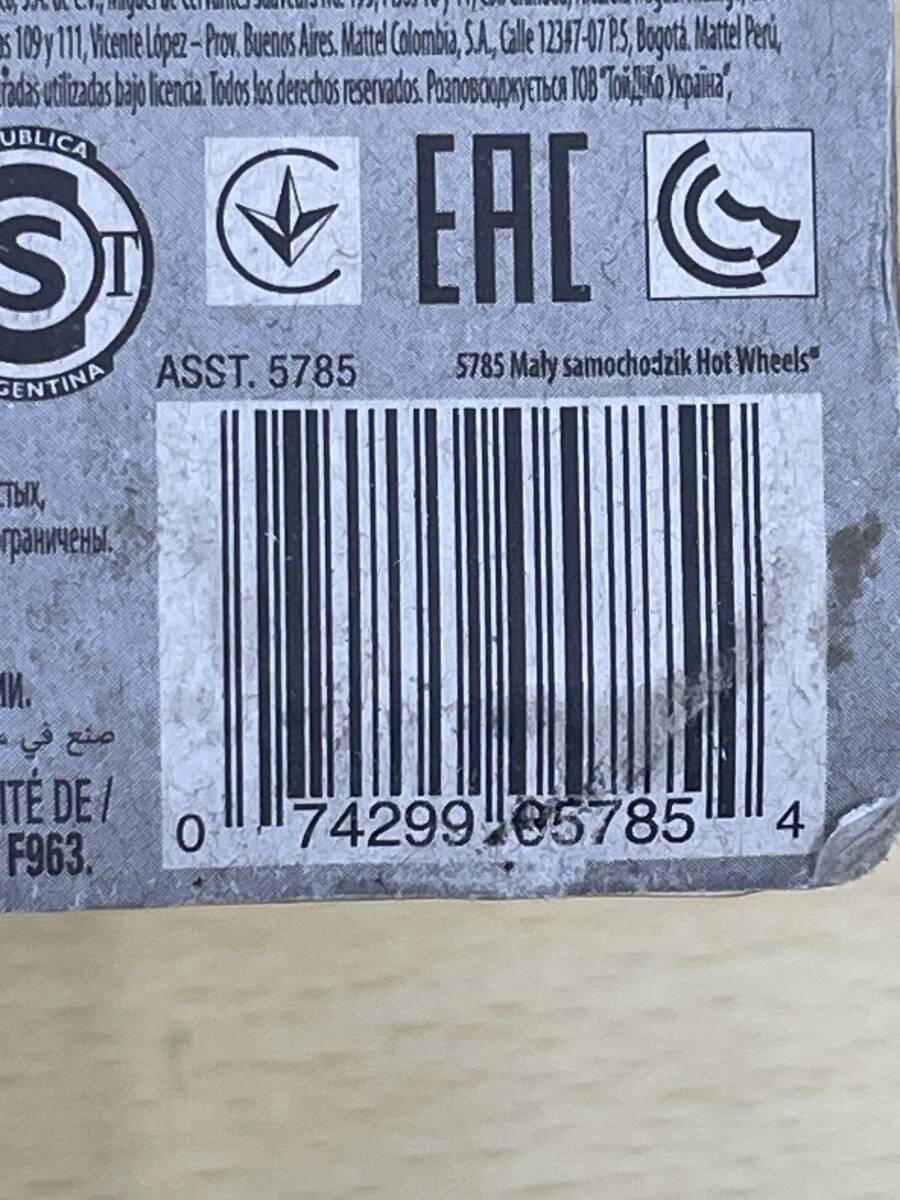 109 y 111, Vicente López – Prov. Buenos Aires. Mattel Colombia, S.A., Calle 123#7-07 P.5, Bogotá. Mattel Perú,
utilizadas bajo licencia. Todos los derechos reservados. Розповсюджується ТОВ "ТойДіКо Україна",
UBLICA
S T
GENTINA
EAC
ASST. 5785
5785 Mały samochodzik Hot Wheels®
стых,
граничены.
ии.
صنع في
ITÉ DE /
F963.
0 74299 05785 4